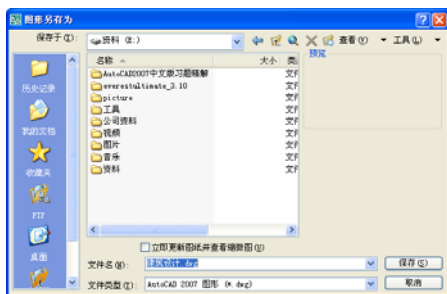 图形另存为
保存于(I): 资料 (E:) 查看(V) 工具(L)
名称 大小 类
预览
AutoCAD2007中文版习题精解 文件
everestultimate_3.10 文件
picture 文件
工具 文件
公司资料 文件
视频 文件
图片 文件
音乐 文件
资料 文件
历史记录
我的文档
收藏夹
FTP
桌面
立即更新图纸并查看缩微图(U)
文件名(N): .dwg 保存(S)
文件类型(T): AutoCAD 2007 图形 (*.dwg) 取消